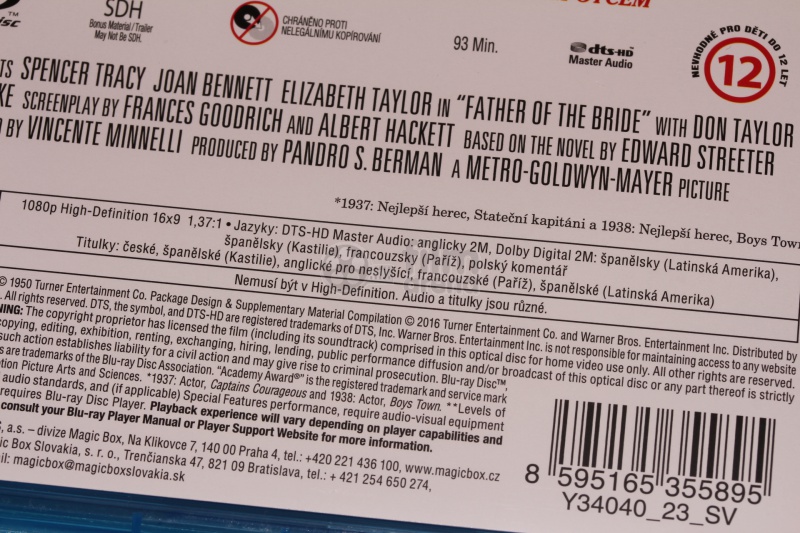 OTCEM
SDH
Bonus Material / Trailer
May Not Be SDH.
CHRÁNĚNO PROTI
NELEGÁLNÍMU KOPÍROVÁNÍ
93 Min.
dts-HD
Master Audio
NEVHODNÉ PRO DĚTI DO 12 LET
12
TS SPENCER TRACY JOAN BENNETT ELIZABETH TAYLOR IN "FATHER OF THE BRIDE" WITH DON TAYLOR
KE SCREENPLAY BY FRANCES GOODRICH AND ALBERT HACKETT BASED ON THE NOVEL BY EDWARD STREETER
BY VINCENTE MINNELLI PRODUCED BY PANDRO S. BERMAN A METRO-GOLDWYN-MAYER PICTURE
*1937: Nejlepší herec, Stateční kapitáni a 1938: Nejlepší herec, Boys Town
1080p High-Definition 16x9 1,37:1 • Jazyky: DTS-HD Master Audio: anglicky 2M, Dolby Digital 2M: španělsky (Latinská Amerika),
španělsky (Kastilie), francouzsky (Paříž), polský komentář
Titulky: české, španělské (Kastilie), anglické pro neslyšící, francouzské (Paříž), španělské (Latinská Amerika)
Nemusí být v High-Definition. Audio a titulky jsou různé.
© 1950 Turner Entertainment Co. Package Design & Supplementary Material Compilation © 2016 Turner Entertainment Co. and Warner Bros. Entertainment Inc. Distributed by
. All rights reserved. DTS, the symbol, and DTS-HD are registered trademarks of DTS, Inc. Warner Bros. Entertainment Inc. is not responsible for maintaining access to any website
NING: The copyright proprietor has licensed the film (including its soundtrack) comprised in this optical disc for home video use only. All other rights are reserved.
copying, editing, exhibition, renting, exchanging, hiring, lending, public performance diffusion and/or broadcast of this optical disc or any part thereof is strictly
such action establishes liability for a civil action and may give rise to criminal prosecution. Blu-ray Disc™,
s are trademarks of the Blu-ray Disc Association. "Academy Award®" is the registered trademark and service mark
tion Picture Arts and Sciences. *1937: Actor, Captains Courageous and 1938: Actor, Boys Town. **Levels of
audio standards, and (if applicable) Special Features performance, require audio-visual equipment
requires Blu-ray Disc Player. Playback experience will vary depending on player capabilities and
consult your Blu-ray Player Manual or Player Support Website for more information.
, a.s. – divize Magic Box, Na Klikovce 7, 140 00 Praha 4, tel.: +420 221 436 100, www.magicbox.cz
ic Box Slovakia, s. r. o., Trenčianska 47, 821 09 Bratislava, tel.: + 421 254 650 274,
mail: magicbox@magicboxslovakia.sk
8 595165 355895
Y34040_23_SV